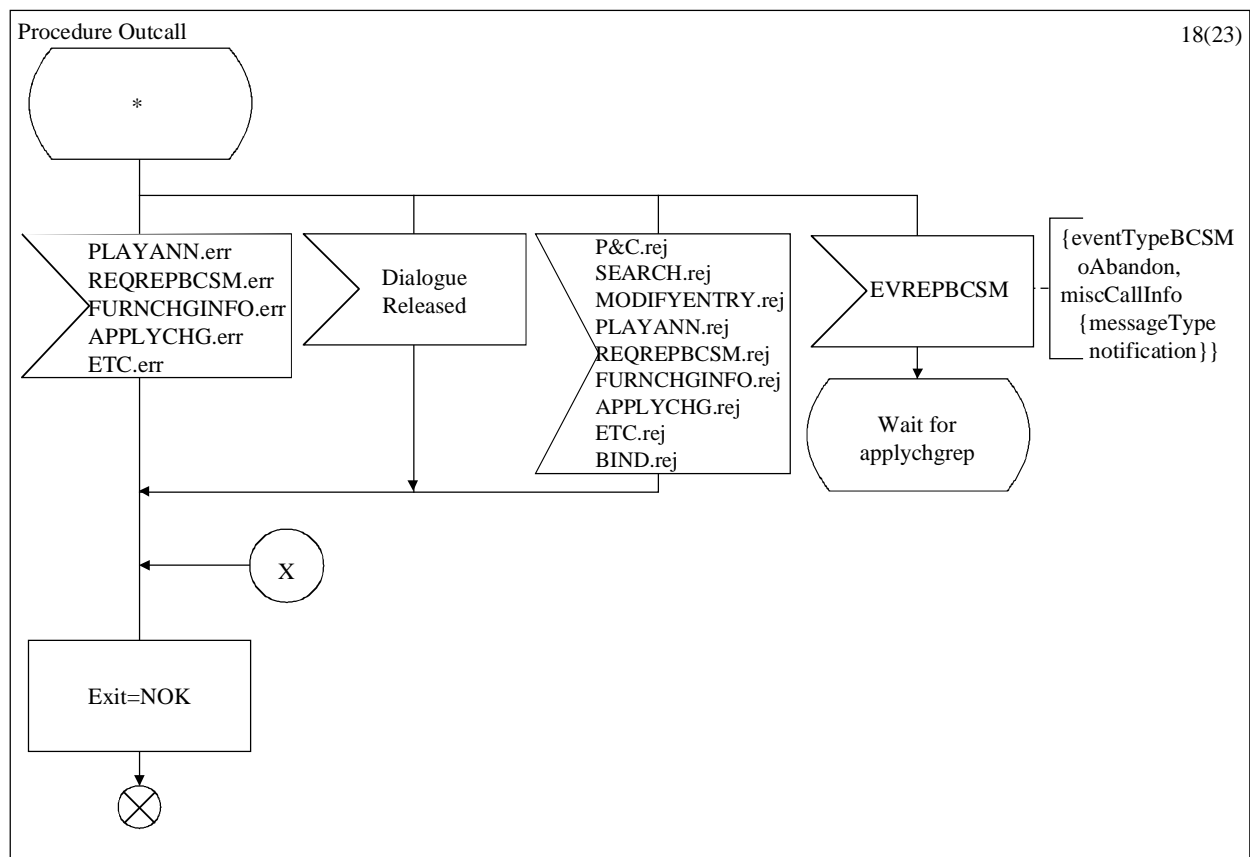 Procedure Outcall
18(23)
*
PLAYANN.err
REQREPBCSM.err
FURNCHGINFO.err
APPLYCHG.err
ETC.err
Dialogue
Released
P&C.rej
SEARCH.rej
MODIFYENTRY.rej
PLAYANN.rej
REQREPBCSM.rej
FURNCHGINFO.rej
APPLYCHG.rej
ETC.rej
BIND.rej
EVREPBCSM
{eventTypeBCSM
oAbandon,
miscCallInfo
{messageType
notification}}
Wait for
applychgrep
X
Exit=NOK